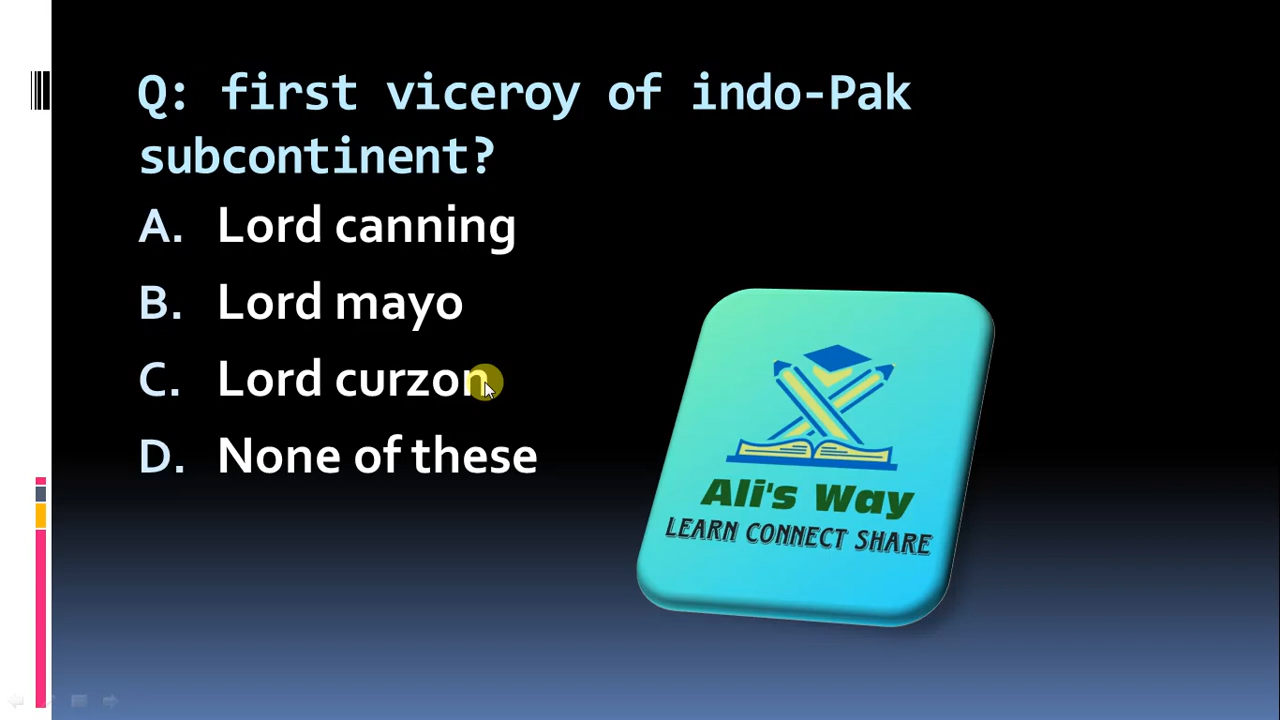 Q: first viceroy of indo-Pak
subcontinent?
A. Lord canning
B. Lord mayo
C. Lord curzon
D. None of these
Ali's Way
LEARN CONNECT SHARE